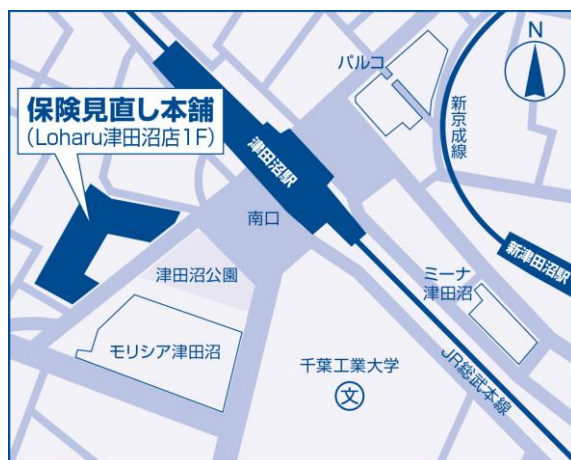 N
パルコ
新京成線
保険見直し本舗
(Loharu津田沼店1F)
津田沼駅
南口
新津田沼駅
津田沼公園
ミーナ
津田沼
モリシア津田沼
千葉工業大学
文
JR総武本線